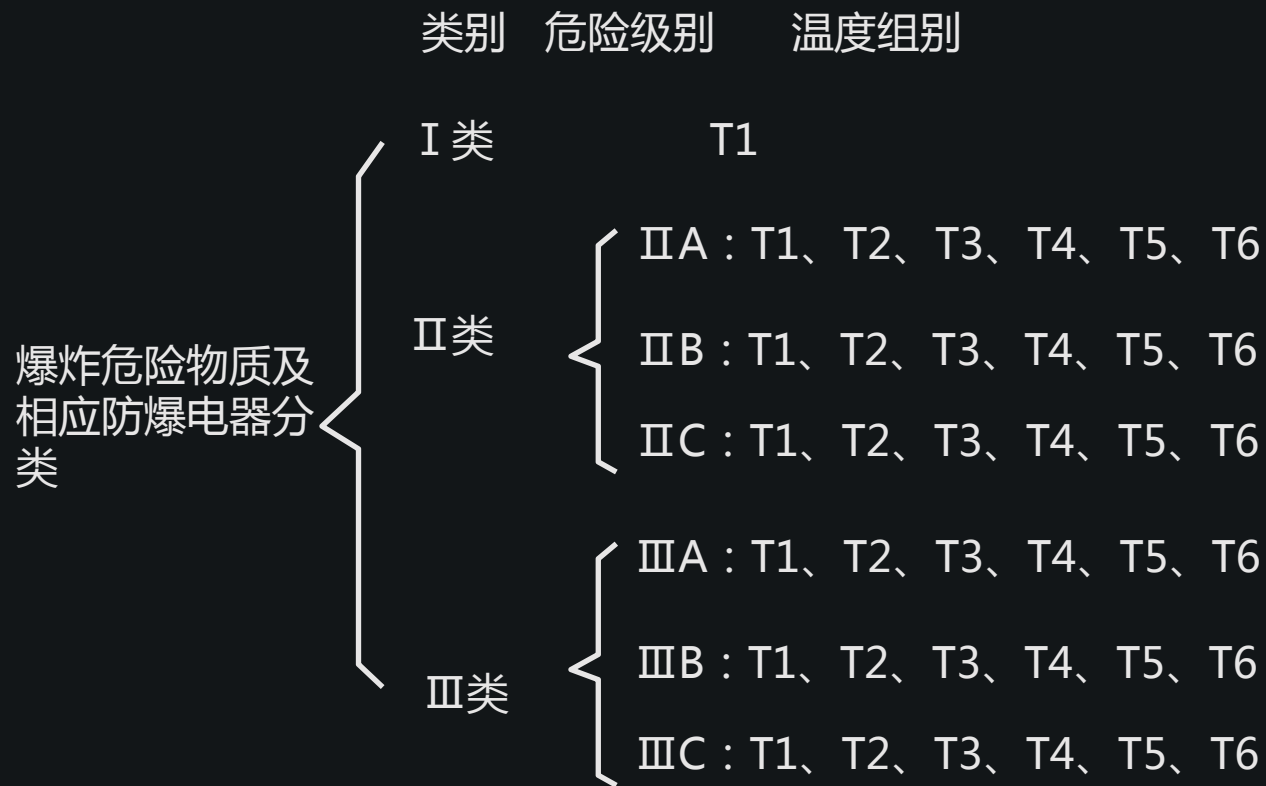 类别 危险级别 温度组别
Ⅰ类 T1
ⅡA：T1、T2、T3、T4、T5、T6
Ⅱ类
ⅡB：T1、T2、T3、T4、T5、T6
爆炸危险物质及
相应防爆电器分
类
ⅡC：T1、T2、T3、T4、T5、T6
ⅢA：T1、T2、T3、T4、T5、T6
ⅢB：T1、T2、T3、T4、T5、T6
Ⅲ类
ⅢC：T1、T2、T3、T4、T5、T6